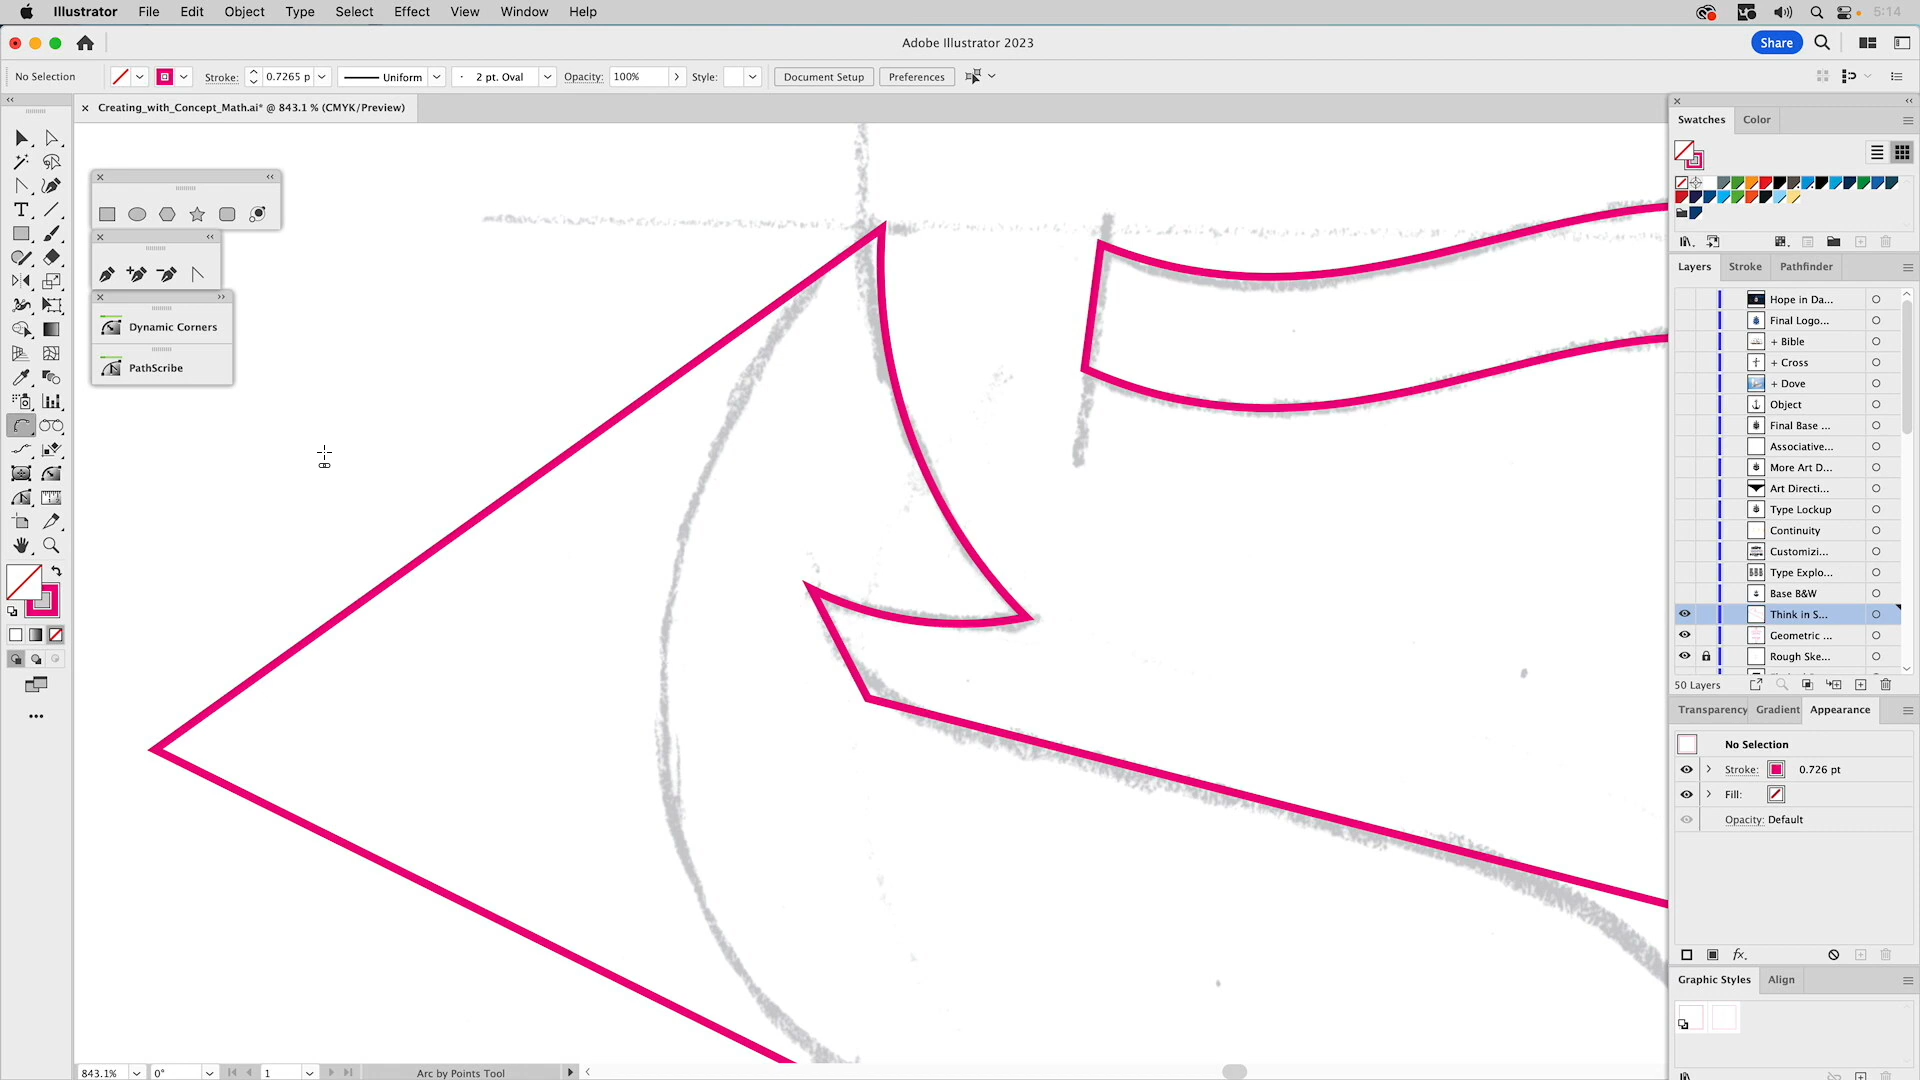 Illustrator File Edit Object Type Select Effect View Window Help 5:14
Adobe Illustrator 2023 Share
No Selection Stroke: 0.7265 p Uniform 2 pt. Oval Opacity: 100% Style: Document Setup Preferences
Creating_with_Concept_Math.ai* @ 843.1 % (CMYK/Preview)
Swatches Color
Dynamic Corners
PathScribe
Layers Stroke Pathfinder
Hope in Da...
Final Logo...
+ Bible
+ Cross
+ Dove
Object
Final Base ...
Associative...
More Art D...
Art Directi...
Type Lockup
Continuity
Customizi...
Type Explo...
Base B&W
Think in S...
Geometric ...
Rough Ske...
50 Layers
Transparency Gradient Appearance
No Selection
Stroke: 0.726 pt
Fill:
Opacity: Default
fx.
Graphic Styles Align
843.1% 0° 1 Arc by Points Tool